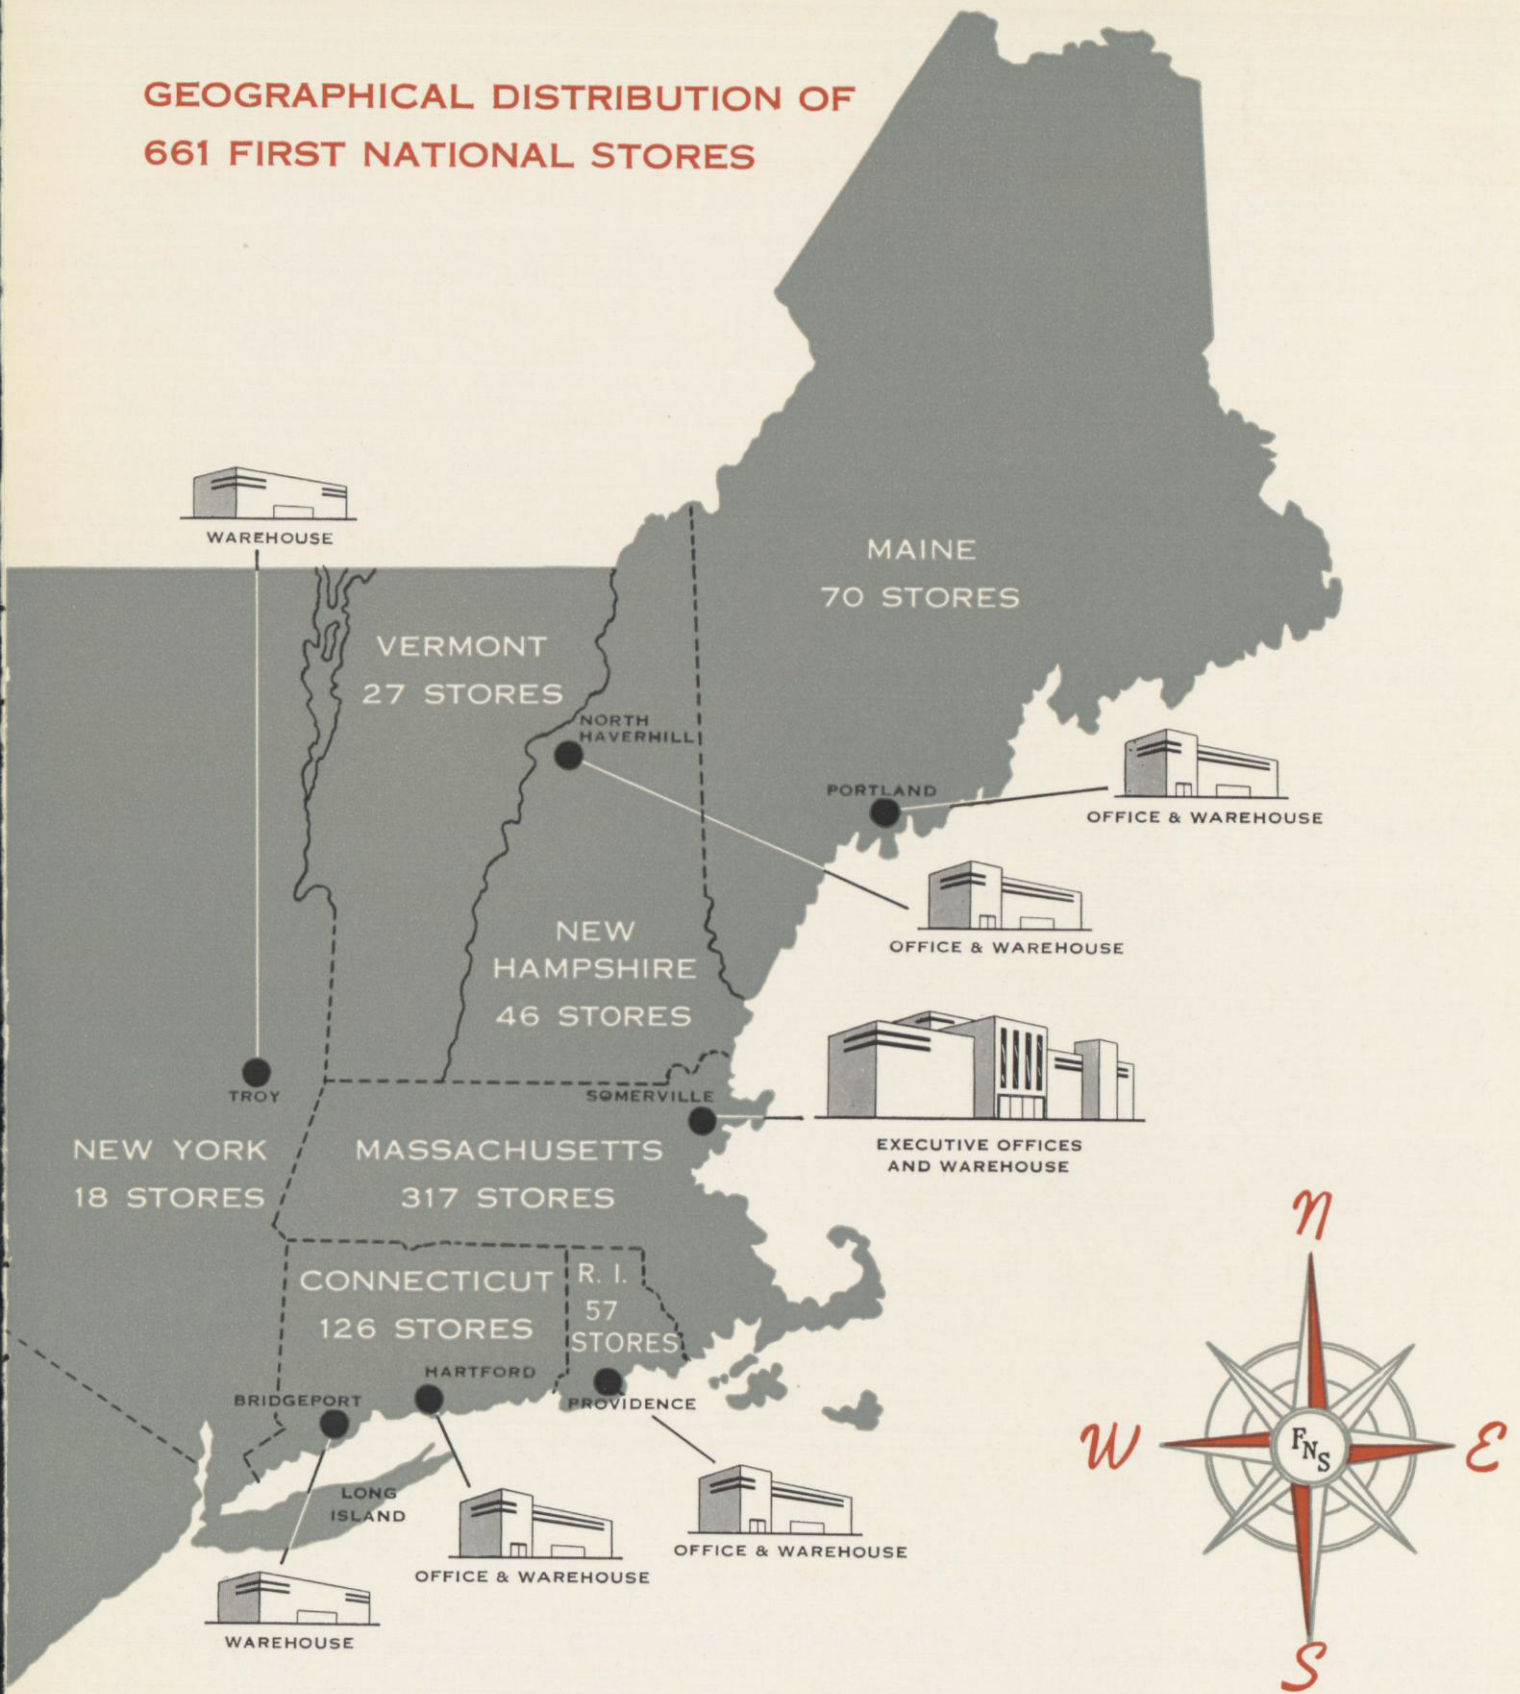 GEOGRAPHICAL DISTRIBUTION OF
661 FIRST NATIONAL STORES
WAREHOUSE
MAINE
70 STORES
VERMONT
27 STORES
NORTH
HAVERHILL
PORTLAND
OFFICE & WAREHOUSE
OFFICE & WAREHOUSE
NEW
HAMPSHIRE
46 STORES
TROY
SOMERVILLE
EXECUTIVE OFFICES
AND WAREHOUSE
NEW YORK
18 STORES
MASSACHUSETTS
317 STORES
CONNECTICUT
126 STORES
R. I.
57
STORES
HARTFORD
BRIDGEPORT
PROVIDENCE
LONG
ISLAND
OFFICE & WAREHOUSE
OFFICE & WAREHOUSE
WAREHOUSE
N
W
FNS
E
S